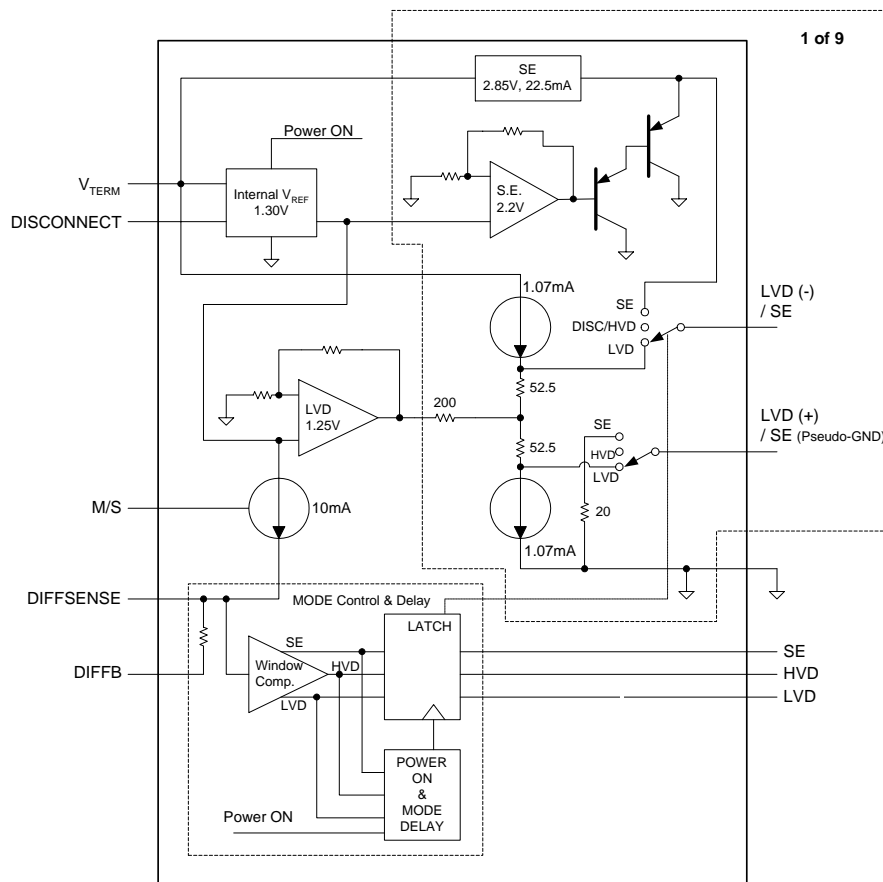 1 of 9
SE
2.85V, 22.5mA
Power ON
V_TERM
Internal V_REF
1.30V
DISCONNECT
S.E.
2.2V
1.07mA
SE
DISC/HVD
LVD
LVD (-)
/ SE
52.5
LVD
1.25V
200
52.5
SE
HVD
LVD
LVD (+)
/ SE (Pseudo-GND)
M/S
10mA
20
1.07mA
DIFFSENSE
MODE Control & Delay
LATCH
SE
HVD
LVD
Window
Comp.
DIFFB
SE
HVD
LVD
POWER
ON
&
MODE
DELAY
Power ON